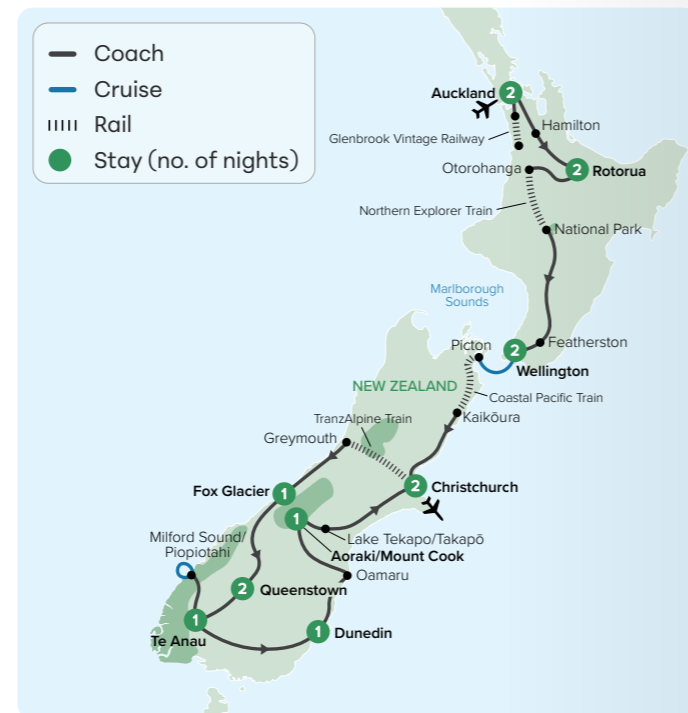 Coach
Cruise
Rail
Stay (no. of nights)
Auckland
2
Hamilton
Glenbrook Vintage Railway
Otorohanga
2
Rotorua
Northern Explorer Train
National Park
Marlborough
Sounds
Picton
2
Featherston
Wellington
NEW ZEALAND
Coastal Pacific Train
TranzAlpine Train
Kaikōura
Greymouth
Fox Glacier
1
2
Christchurch
1
Lake Tekapo/Takapō
Milford Sound/
Piopiotahi
Aoraki/Mount Cook
Oamaru
2
Queenstown
1
Te Anau
1
Dunedin